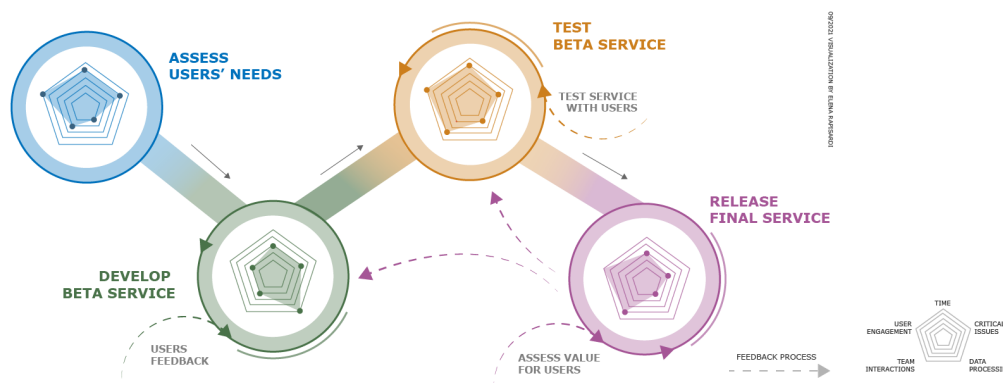 ASSESS
USERS' NEEDS
TEST
BETA SERVICE
TEST SERVICE
WITH USERS
09/2021 VISUALIZATION BY ELENA RAPISARDI
RELEASE
FINAL SERVICE
DEVELOP
BETA SERVICE
USERS
FEEDBACK
ASSESS VALUE
FOR USERS
FEEDBACK PROCESS
TIME
USER
ENGAGEMENT
CRITICAL
ISSUES
TEAM
INTERACTIONS
DATA
PROCESSI